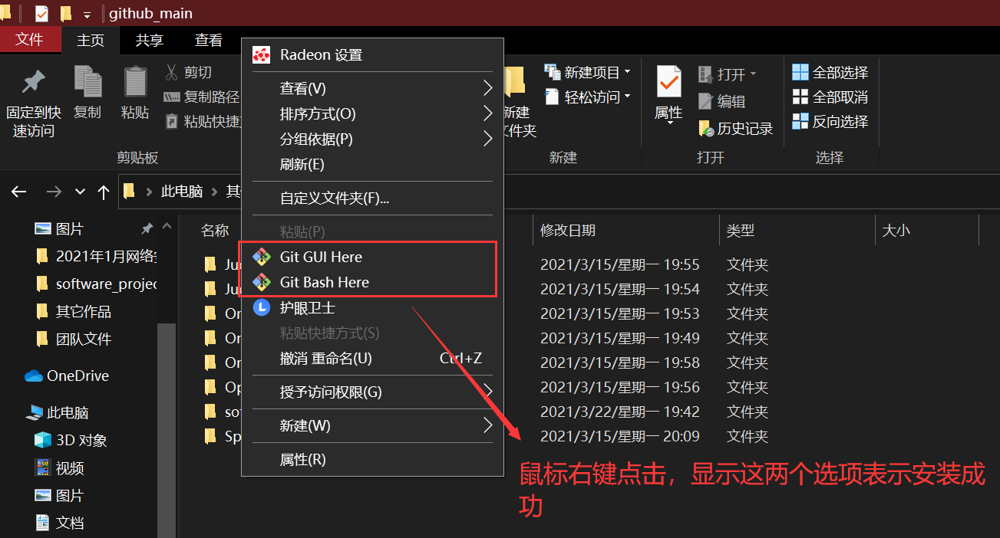 github_main
文件 主页 共享 查看
固定到快
速访问
复制
粘贴
剪切
复制路径
粘贴快捷
剪贴板
新建
文件夹
新建项目
轻松访问
新建
属性
打开
编辑
历史记录
打开
全部选择
全部取消
反向选择
选择
此电脑
图片
2021年1月网络
software_projec
其它作品
团队文件
OneDrive
此电脑
3D 对象
视频
图片
文档
Radeon 设置
查看(V)
排序方式(O)
分组依据(P)
刷新(E)
自定义文件夹(F)...
粘贴(P)
Git GUI Here
Git Bash Here
护眼卫士
粘贴快捷方式(S)
撤消 重命名(U) Ctrl+Z
授予访问权限(G)
新建(W)
属性(R)
名称 修改日期 类型 大小
2021/3/15/星期一 19:55 文件夹
2021/3/15/星期一 19:54 文件夹
2021/3/15/星期一 19:53 文件夹
2021/3/15/星期一 19:49 文件夹
2021/3/15/星期一 19:58 文件夹
2021/3/15/星期一 19:56 文件夹
2021/3/22/星期一 19:42 文件夹
2021/3/15/星期一 20:09 文件夹
鼠标右键点击，显示这两个选项表示安装成
功